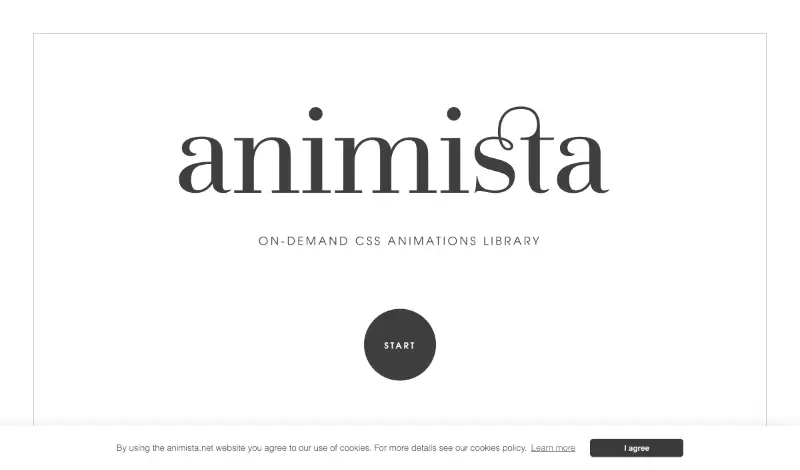 animista
ON-DEMAND CSS ANIMATIONS LIBRARY
START
By using the animista.net website you agree to our use of cookies. For more details see our cookies policy. Learn more
I agree